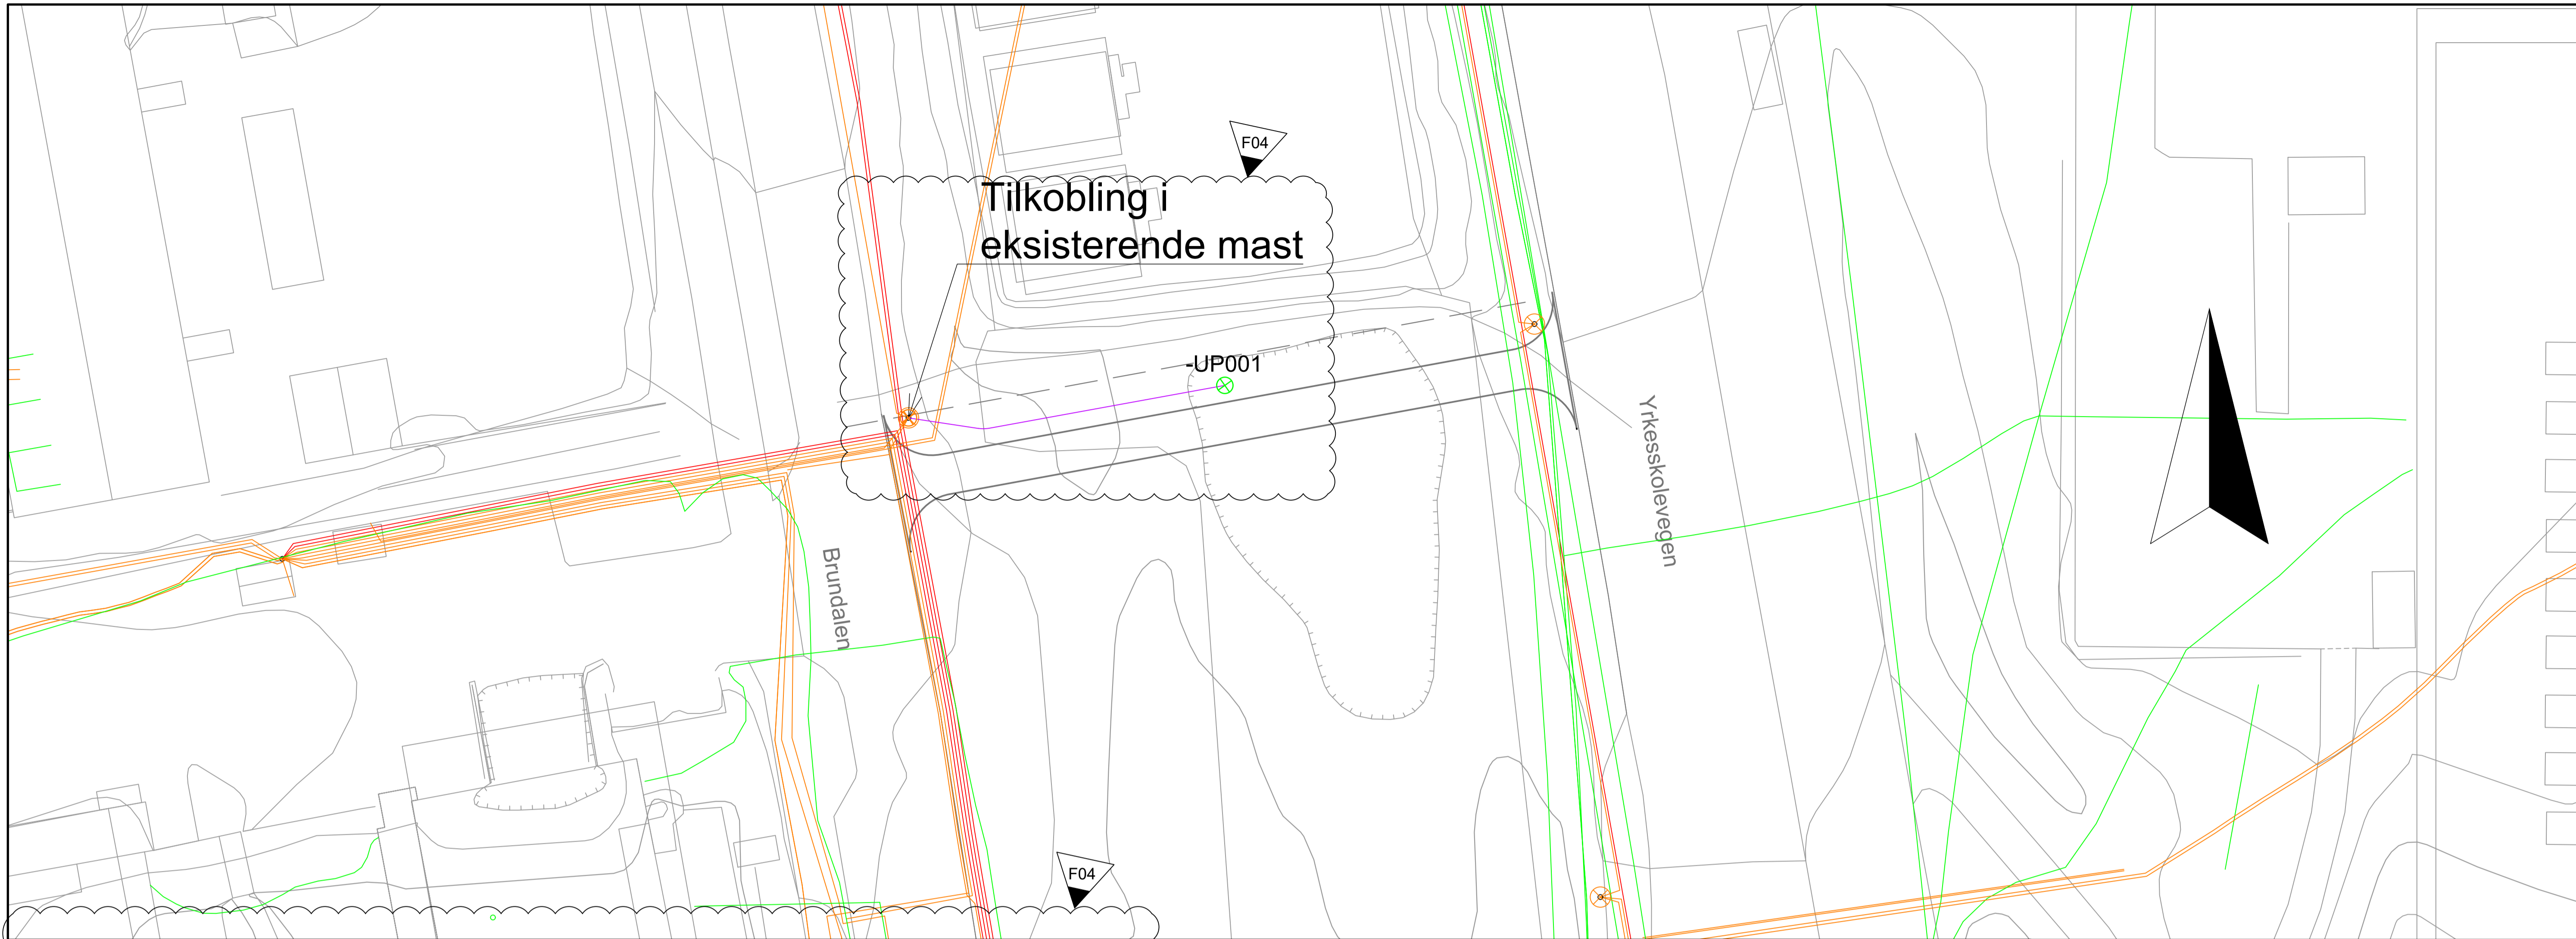 F04
Tilkobling i
eksisterende mast
-UP001
Yrkesskolevegen
Brundalen
F04